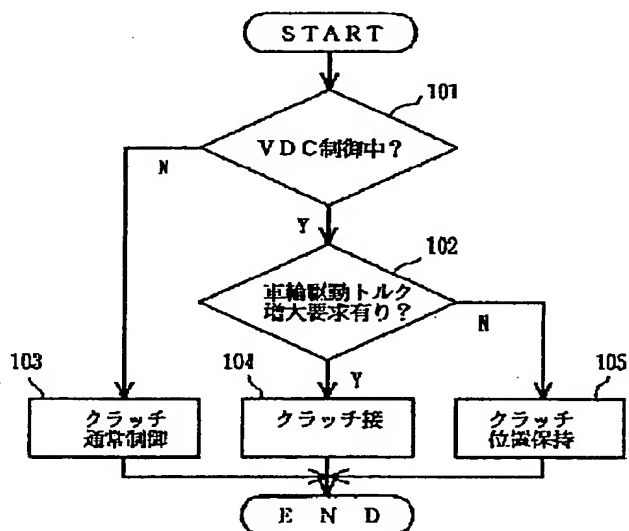 START
101
VDC制御中？
N
Y
102
車輪駆動トルク
増大要求有り？
N
103
104
Y
105
クラッチ
通常制御
クラッチ接
クラッチ
位置保持
END